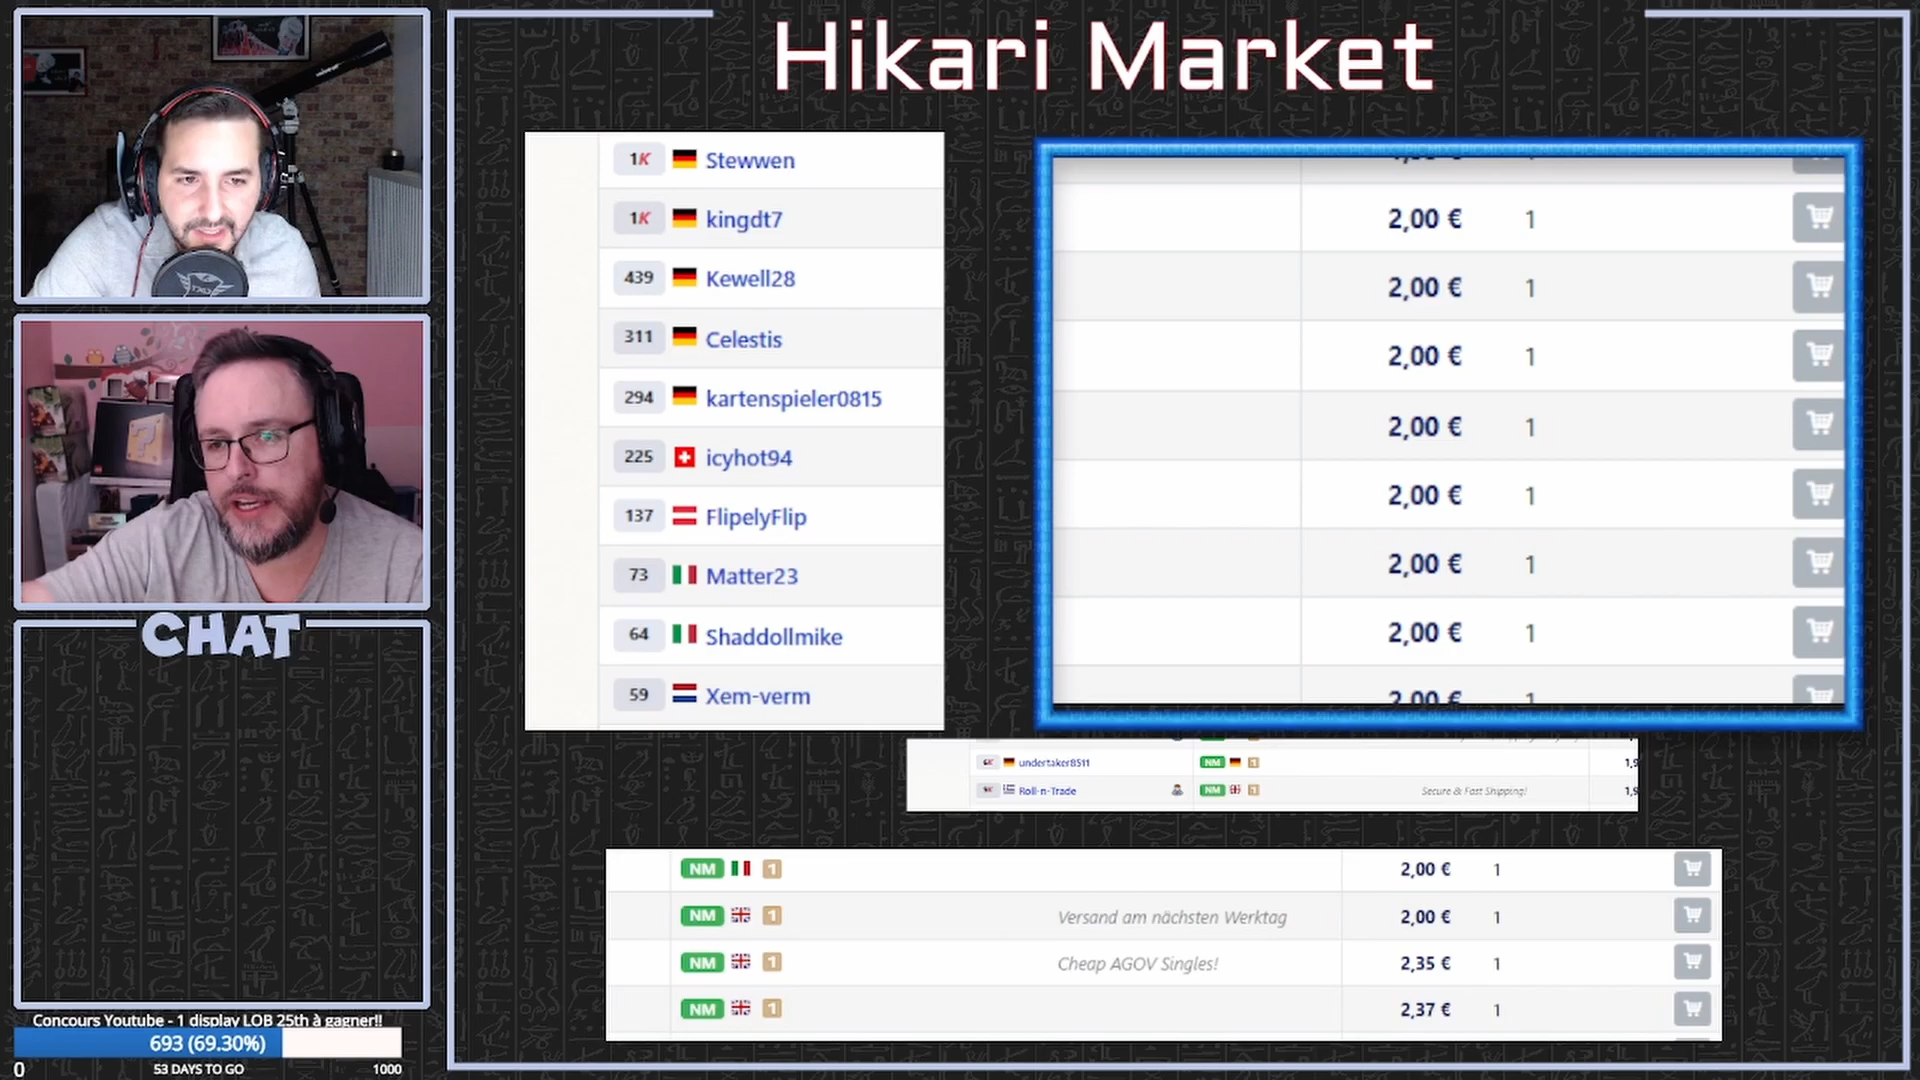 Hikari Market
1K Stewwen
1K kingdt7
439 Kewell28
311 Celestis
294 kartenspieler0815
225 icyhot94
137 FlipelyFlip
73 Matter23
64 Shaddollmike
59 Xem-verm
2,00 € 1
2,00 € 1
2,00 € 1
2,00 € 1
2,00 € 1
2,00 € 1
2,00 € 1
2,00 € 1
undertaker8511 NM 1
Roll-n-Trade NM 1 Secure & Fast Shipping!
NM 1 2,00 € 1
NM 1 Versand am nächsten Werktag 2,00 € 1
NM 1 Cheap AGOV Singles! 2,35 € 1
NM 1 2,37 € 1
CHAT
Concours Youtube - 1 display LOB 25th à gagner!!
693 (69.30%)
0 53 DAYS TO GO 1000